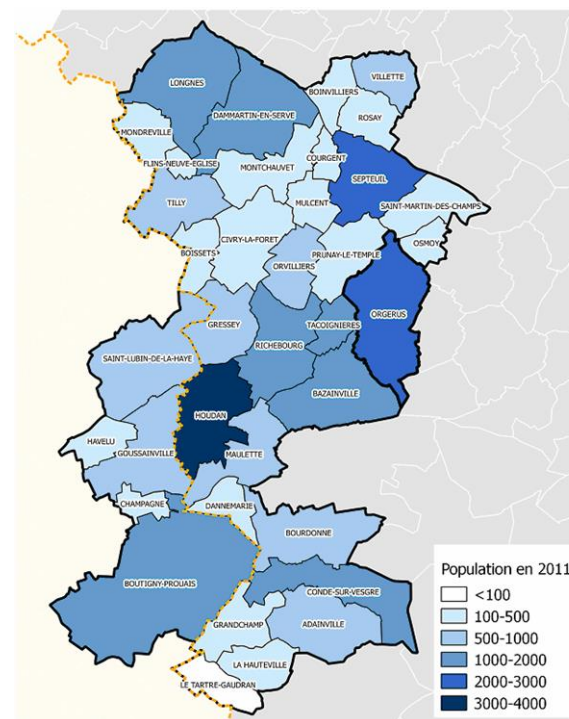 LONGNES
VILLETTE
BOINVILLIERS
DAMMARTIN-EN-SERVE
ROSAY
MONDREVILLE
COURGENT
FLINS-NEUVE-EGLISE
MONTCHAUVET
SEPTEUIL
TILLY
MULCENT
SAINT-MARTIN-DES-CHAMPS
CIVRY-LA-FORET
OSMOY
BOISSETS
PRUNAY-LE-TEMPLE
ORVILLIERS
ORGERUS
GRESSEY
TACOIGNIERES
RICHEBOURG
SAINT-LUBIN-DE-LA-HAYE
BAZAINVILLE
HOUDAN
HAVELU
GOUSSAINVILLE
MAULETTE
CHAMPAGNE
DANNEMARIE
BOURDONNE
BOUTIGNY-PROUAIS
CONDE-SUR-VESGRE
GRANDCHAMP
ADAINVILLE
LA HAUTEVILLE
LE TARTRE-GAUDRAN
Population en 2011
<100
100-500
500-1000
1000-2000
2000-3000
3000-4000